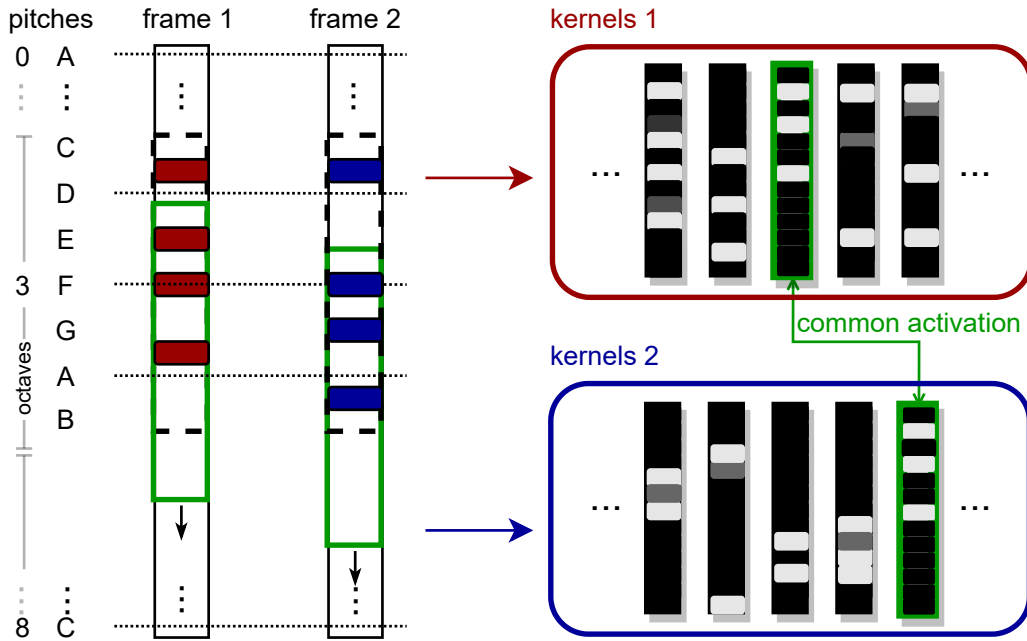 pitches frame 1 frame 2 kernels 1
0 A
⋮ ⋮ ⋮ ⋮
C
D
... ...
E
3 F
G
common activation
kernels 2
A
octaves
B
... ...
⋮ ⋮ ⋮ ⋮
8 C